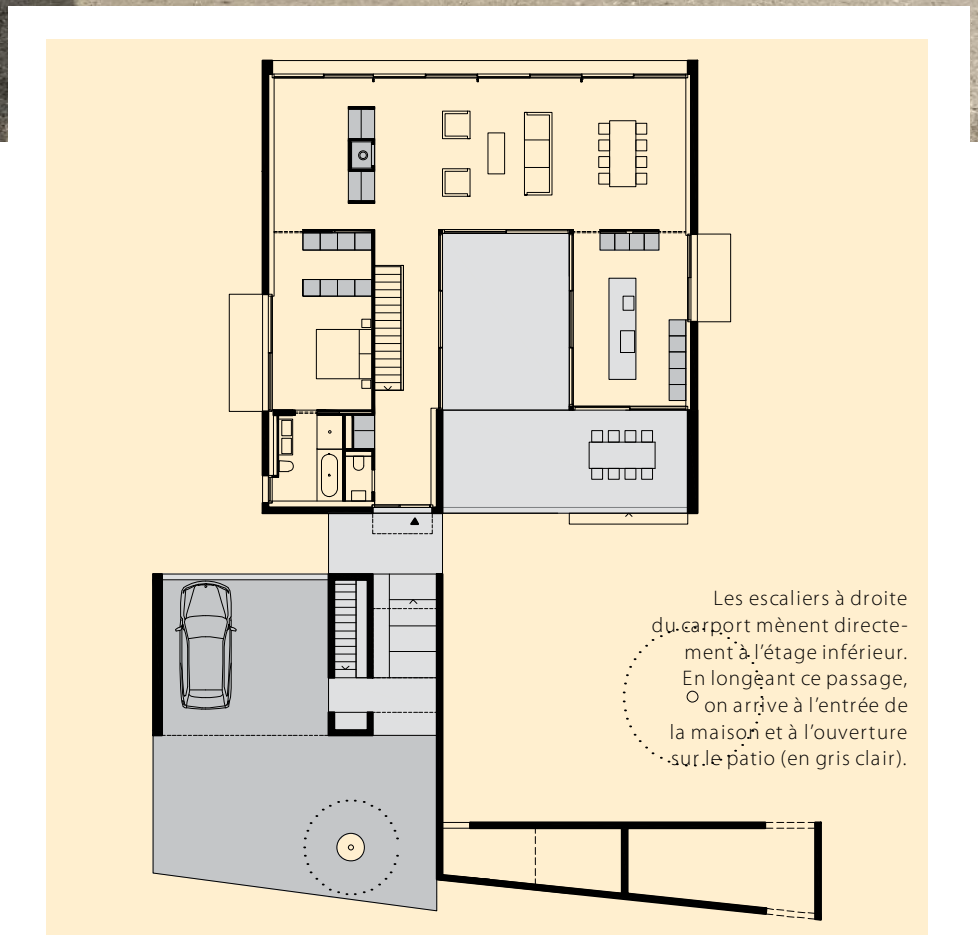 Les escaliers à droite
du carport mènent directe-
ment à l’étage inférieur.
En longeant ce passage,
on arrive à l’entrée de
la maison et à l’ouverture
sur le patio (en gris clair).